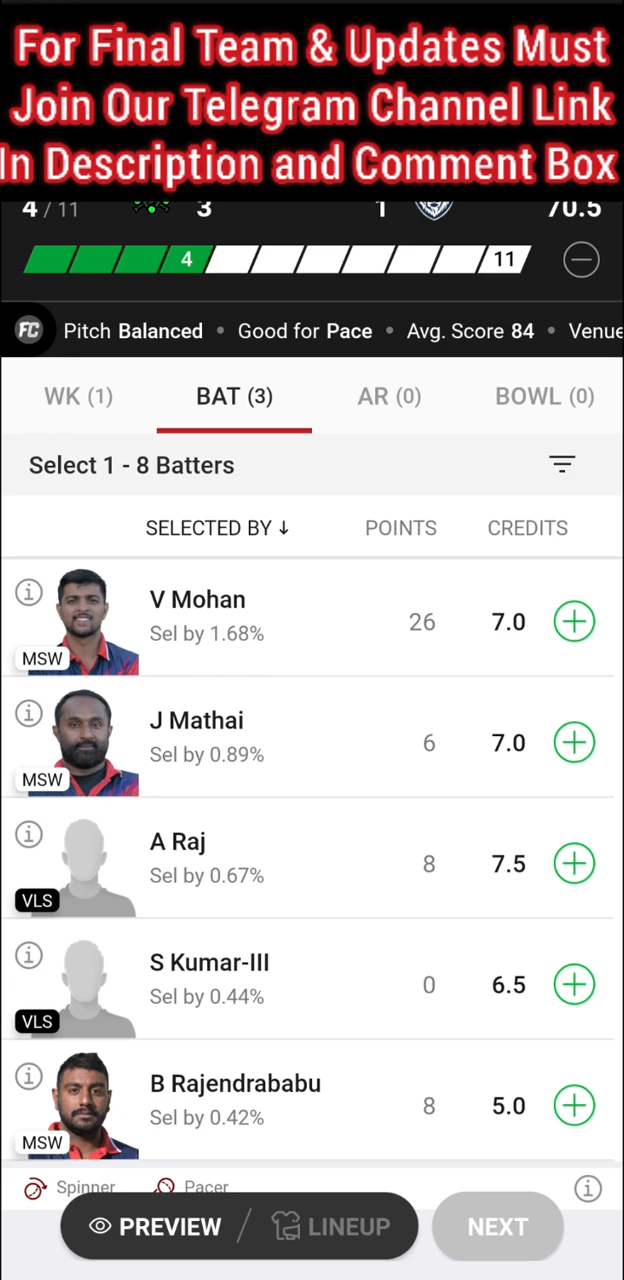 For Final Team & Updates Must
Join Our Telegram Channel Link
In Description and Comment Box
4 / 11 3 1 70.5
4 11
FC Pitch Balanced • Good for Pace • Avg. Score 84 • Venue
WK (1) BAT (3) AR (0) BOWL (0)
Select 1 - 8 Batters
SELECTED BY ↓ POINTS CREDITS
V Mohan
Sel by 1.68%
26 7.0
MSW
J Mathai
Sel by 0.89%
6 7.0
MSW
A Raj
Sel by 0.67%
8 7.5
VLS
S Kumar-III
Sel by 0.44%
0 6.5
VLS
B Rajendrababu
Sel by 0.42%
8 5.0
MSW
Spinner Pacer
PREVIEW / LINEUP NEXT